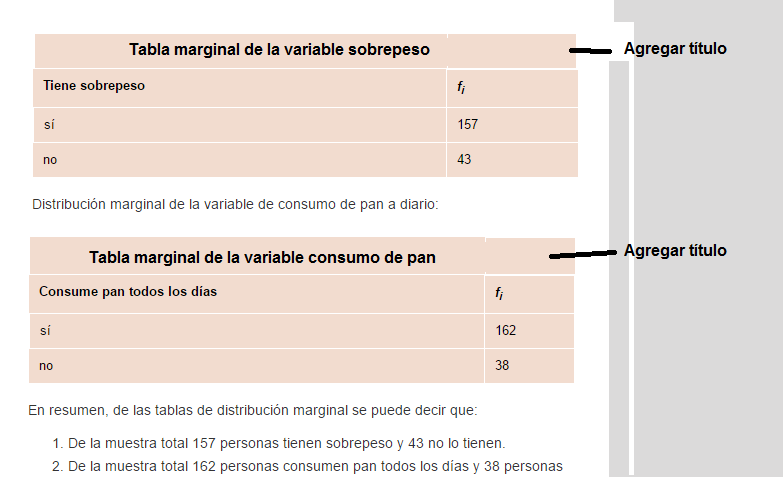 Tabla marginal de la variable sobrepeso
Agregar título
Tiene sobrepeso fi
sí 157
no 43
Distribución marginal de la variable de consumo de pan a diario:
Tabla marginal de la variable consumo de pan
Agregar título
Consume pan todos los días fi
sí 162
no 38
En resumen, de las tablas de distribución marginal se puede decir que:
1. De la muestra total 157 personas tienen sobrepeso y 43 no lo tienen.
2. De la muestra total 162 personas consumen pan todos los días y 38 personas